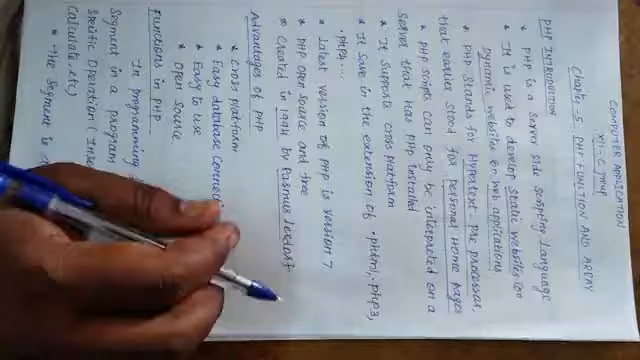 COMPUTER APPLICATION
XII - C group
Chapter-5 PHP FUNCTION AND ARRAY
PHP INTRODUCTION
* PHP is a server side scripting language
* It is used to develop static websites (or)
Dynamic websites or web applications
* PHP Stands for Hypertext - Pre processor,
that earlier stood for personal Home pages
* PHP scripts can only be interpreted on a
server that has PHP installed
* It supports cross platform
* It save in the extension of .phtml, .php3,
.php4...
* Latest version of PHP is version 7
* PHP open source and free
* Created in 1994 by Rasmus Lerdorf
Advantages of PHP
* Cross platform
* Easy database connec
* Easy to use
* Open source
Functions in PHP
In programming
Segment in a program
Specific operation (Inse
Calculate, etc)
* The segment is